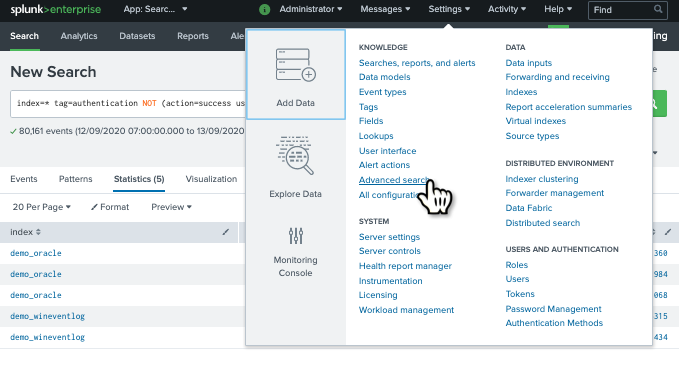 splunk>enterprise App: Searc... Administrator Messages Settings Activity Help Find
Search Analytics Datasets Reports
New Search
index=* tag=authentication NOT (action=success
80,161 events (12/09/2020 07:00:00.000 to 13/09/2020
Events Patterns Statistics (5) Visualization
20 Per Page Format Preview
index
demo_oracle 360
demo_oracle 984
demo_oracle 068
demo_wineventlog 315
demo_wineventlog 434
Add Data
Explore Data
Monitoring
Console
KNOWLEDGE
Searches, reports, and alerts
Data models
Event types
Tags
Fields
Lookups
User interface
Alert actions
Advanced search
All
SYSTEM
Server settings
Server controls
Health report manager
Instrumentation
Licensing
Workload management
DATA
Data inputs
Forwarding and receiving
Indexes
Report acceleration summaries
Virtual indexes
Source types
DISTRIBUTED ENVIRONMENT
Indexer clustering
Forwarder management
Data Fabric
Distributed search
USERS AND AUTHENTICATION
Roles
Users
Tokens
Password Management
Authentication Methods